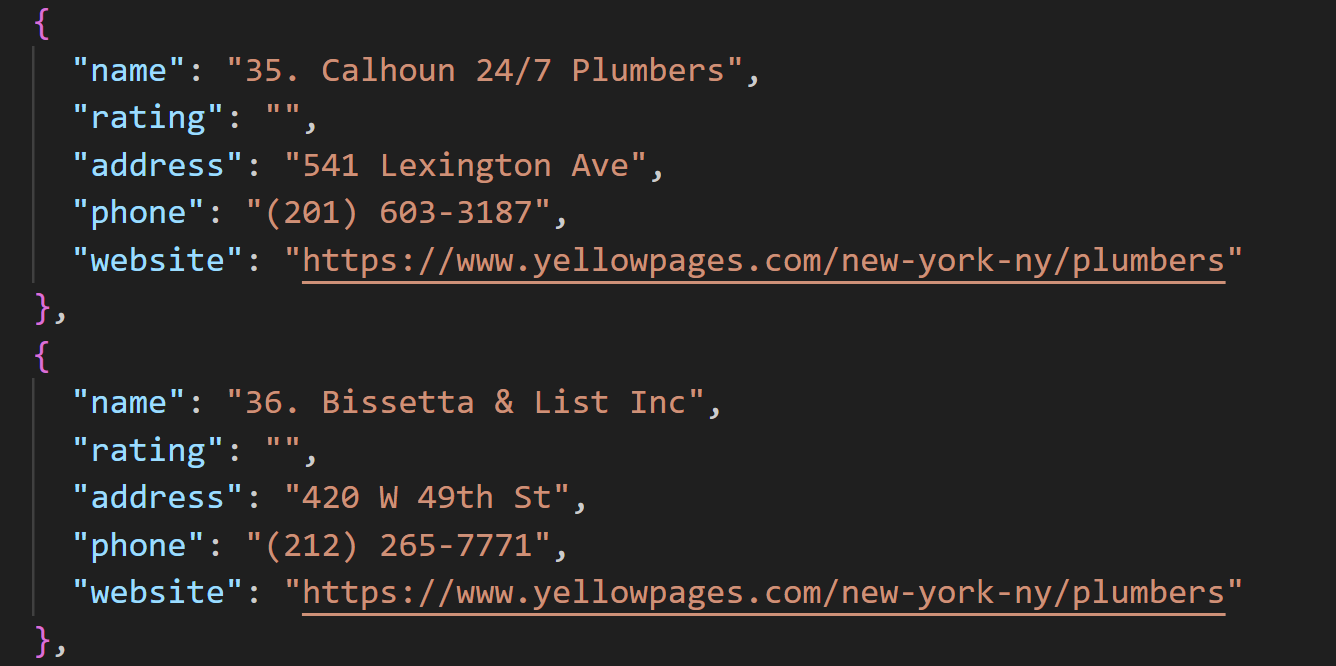 {
"name": "35. Calhoun 24/7 Plumbers",
"rating": "",
"address": "541 Lexington Ave",
"phone": "(201) 603-3187",
"website": "https://www.yellowpages.com/new-york-ny/plumbers"
},
{
"name": "36. Bissetta & List Inc",
"rating": "",
"address": "420 W 49th St",
"phone": "(212) 265-7771",
"website": "https://www.yellowpages.com/new-york-ny/plumbers"
},